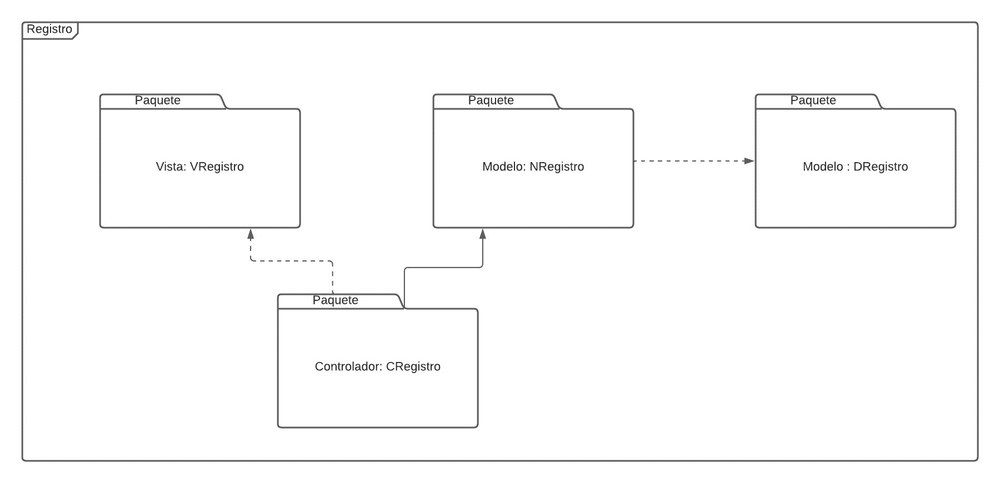 Registro
Paquete
Vista: VRegistro
Paquete
Modelo: NRegistro
Paquete
Modelo : DRegistro
Paquete
Controlador: CRegistro